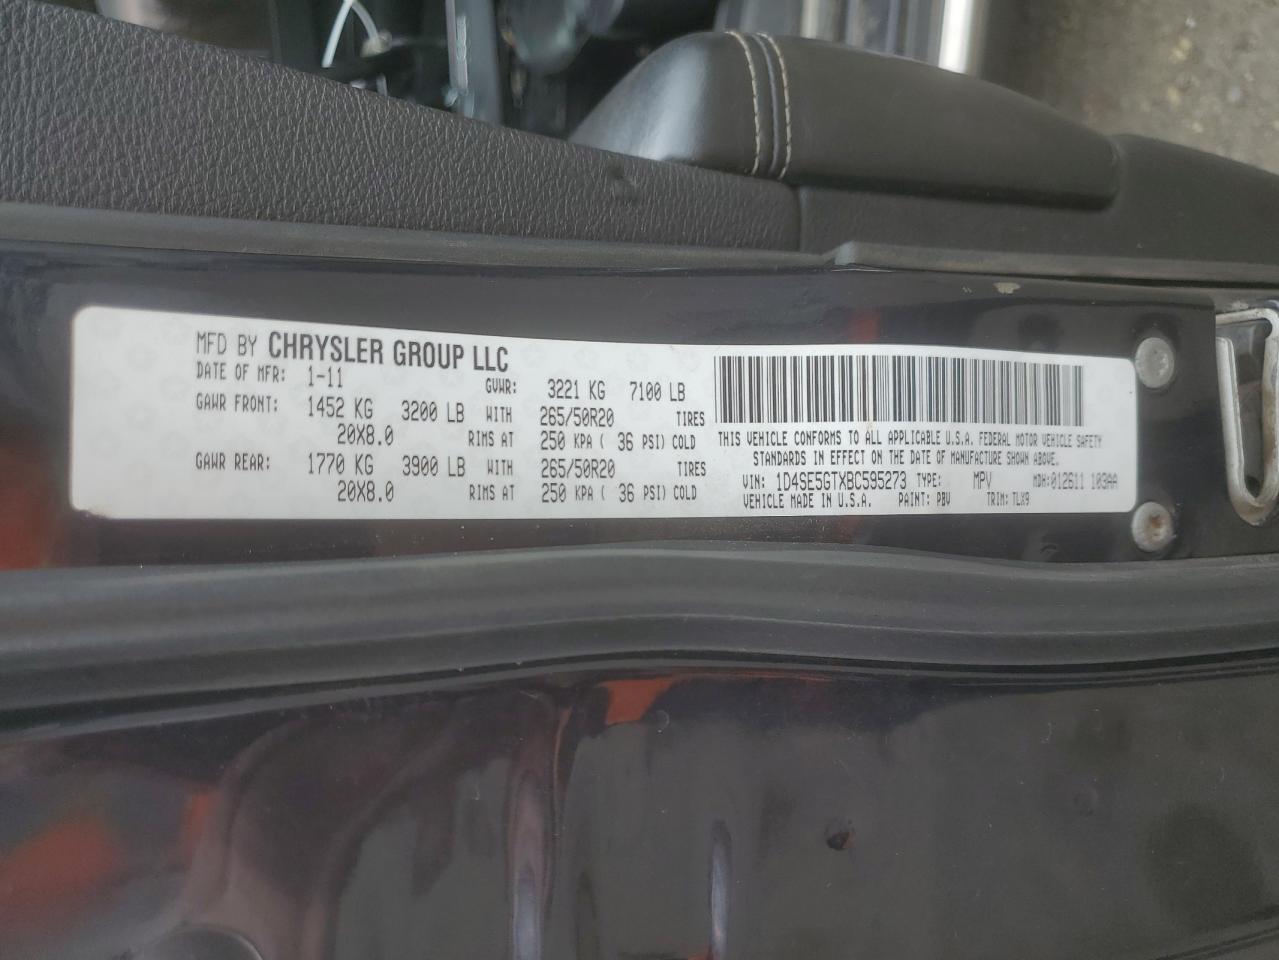 MFD BY CHRYSLER GROUP LLC
DATE OF MFR: 1-11 GVWR: 3221 KG 7100 LB
GAWR FRONT: 1452 KG 3200 LB WITH 265/50R20 TIRES
20X8.0 RIMS AT 250 KPA ( 36 PSI) COLD
GAWR REAR: 1770 KG 3900 LB WITH 265/50R20 TIRES
20X8.0 RIMS AT 250 KPA ( 36 PSI) COLD
THIS VEHICLE CONFORMS TO ALL APPLICABLE U.S.A. FEDERAL MOTOR VEHICLE SAFETY
STANDARDS IN EFFECT ON THE DATE OF MANUFACTURE SHOWN ABOVE.
VIN: 1D4SE5GTXBC595273 TYPE: MPV MDH:012611 103AA
VEHICLE MADE IN U.S.A. PAINT: PBV TRIM: TLX9